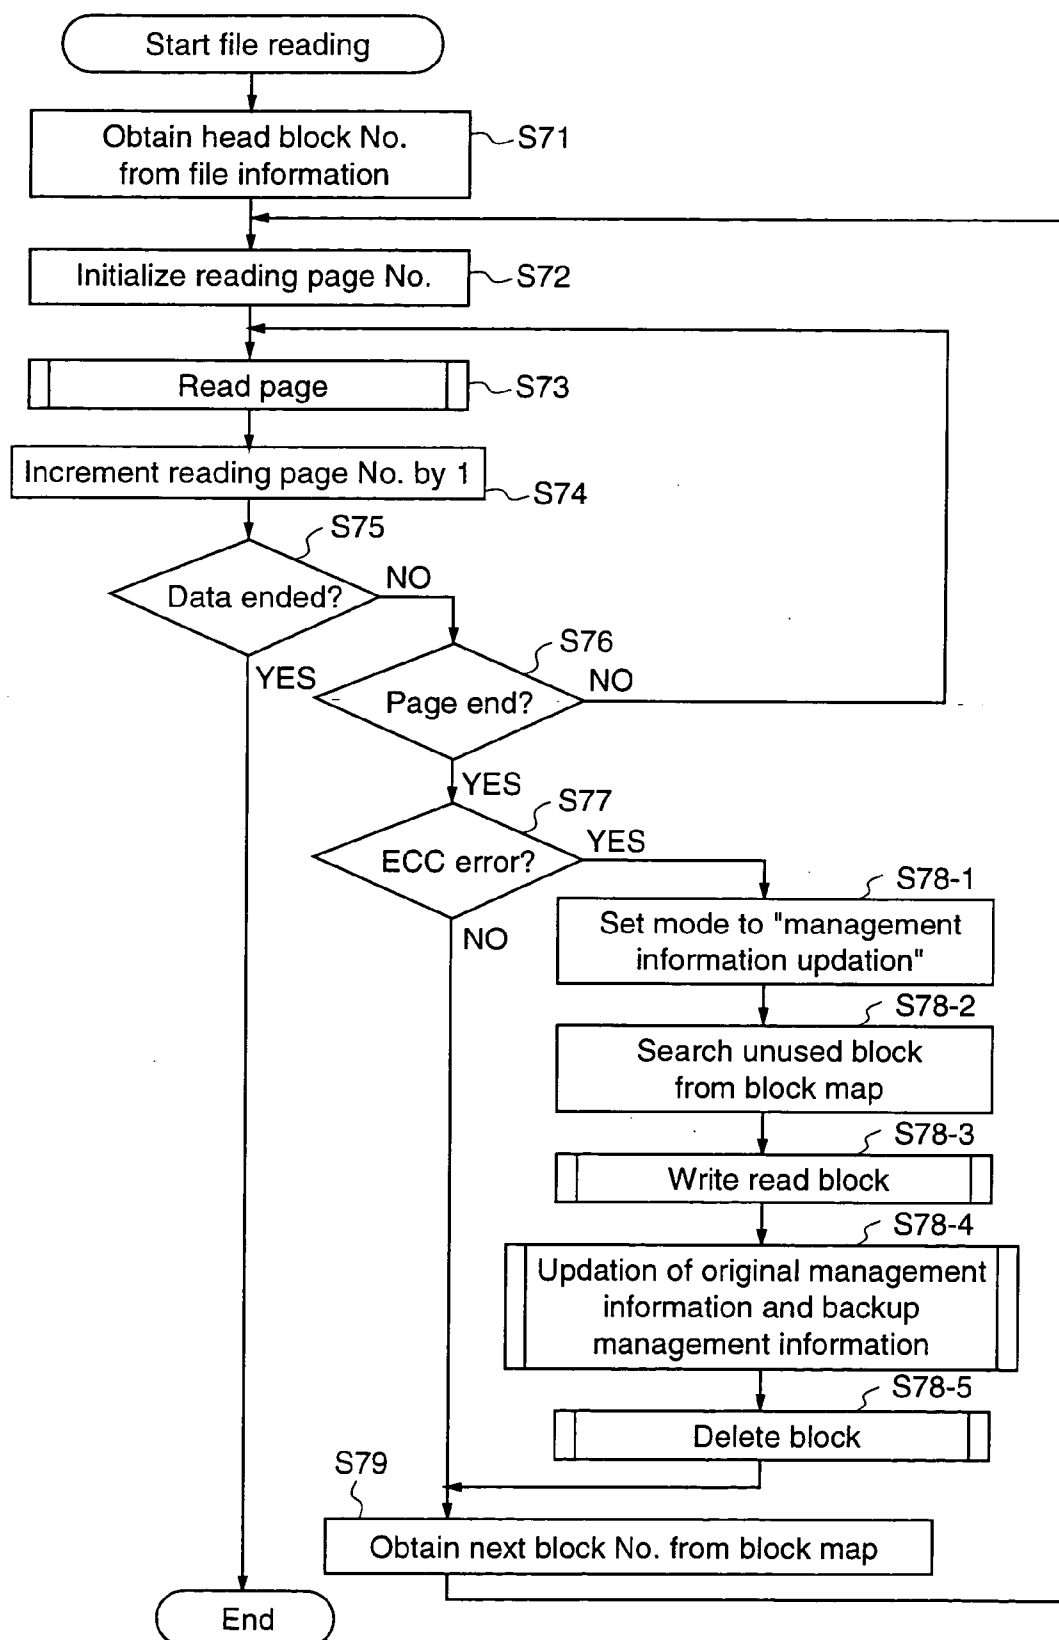 Start file reading
Obtain head block No.
from file information
S71
Initialize reading page No.
S72
Read page
S73
Increment reading page No. by 1
S74
S75
Data ended?
NO
YES
S76
Page end?
NO
YES
S77
ECC error?
YES
NO
S78-1
Set mode to "management
information updation"
S78-2
Search unused block
from block map
S78-3
Write read block
S78-4
Updation of original management
information and backup
management information
S78-5
Delete block
S79
Obtain next block No. from block map
End